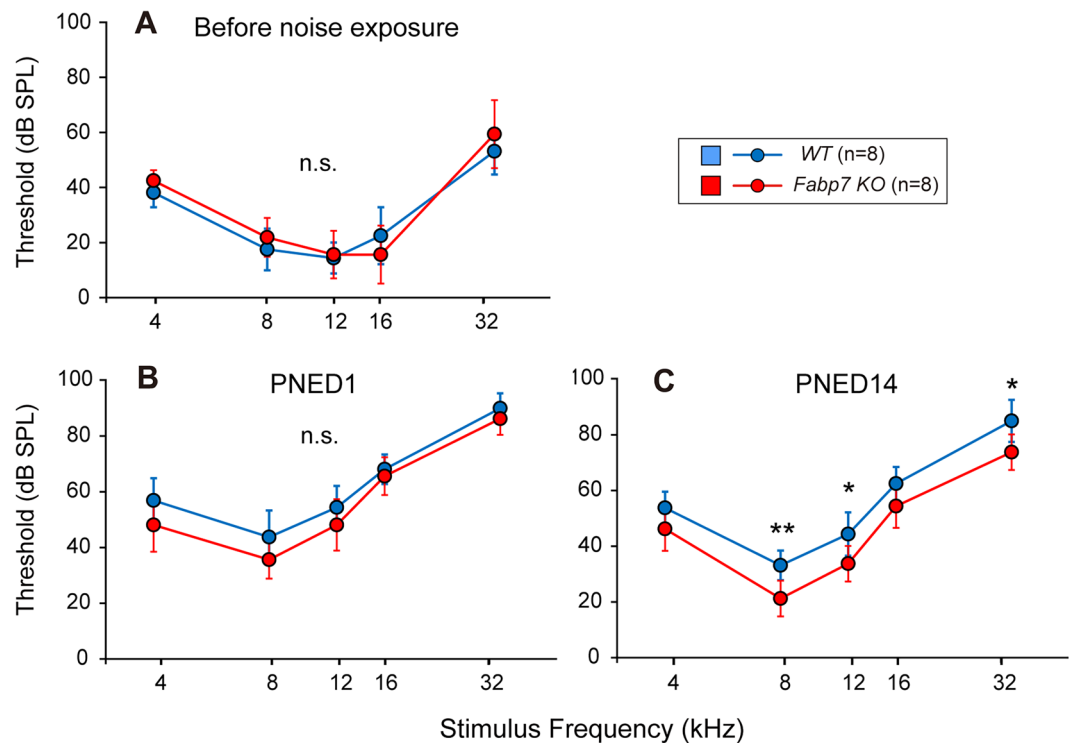 A Before noise exposure
Threshold (dB SPL)
100
80
60
40
20
0
n.s.
4 8 12 16 32
WT (n=8)
Fabp7 KO (n=8)
B PNED1
Threshold (dB SPL)
100
80
60
40
20
0
n.s.
4 8 12 16 32
C PNED14
100
80
60
40
20
0
**
*
*
4 8 12 16 32
Stimulus Frequency (kHz)